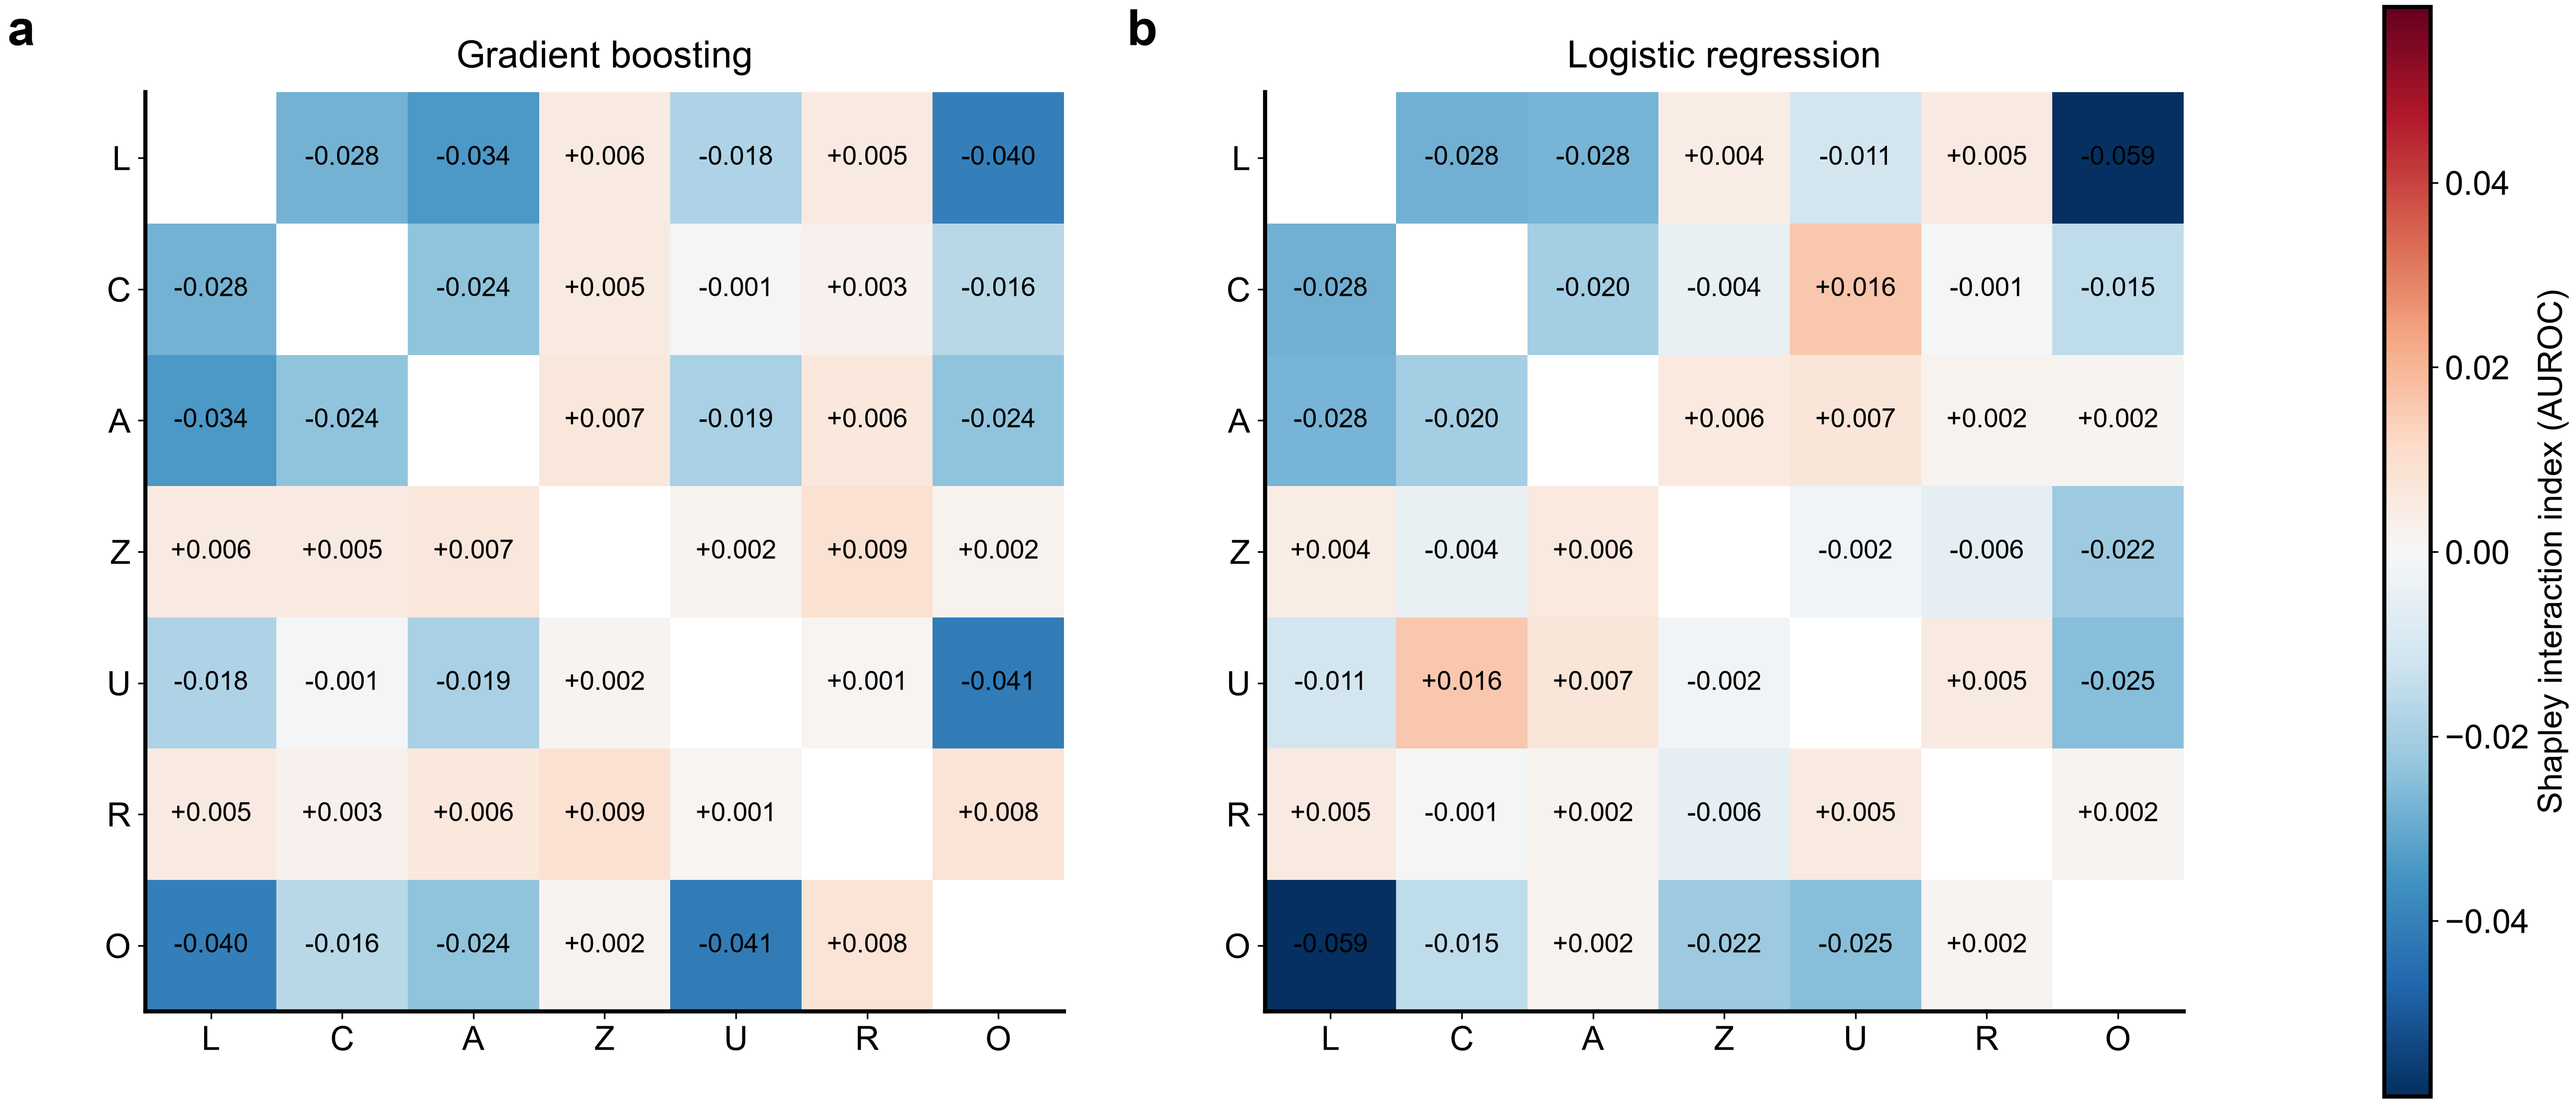 a
Gradient boosting
L -0.028 -0.034 +0.006 -0.018 +0.005 -0.040
C -0.028 -0.024 +0.005 -0.001 +0.003 -0.016
A -0.034 -0.024 +0.007 -0.019 +0.006 -0.024
Z +0.006 +0.005 +0.007 +0.002 +0.009 +0.002
U -0.018 -0.001 -0.019 +0.002 +0.001 -0.041
R +0.005 +0.003 +0.006 +0.009 +0.001 +0.008
O -0.040 -0.016 -0.024 +0.002 -0.041 +0.008
L C A Z U R O
b
Logistic regression
L -0.028 -0.028 +0.004 -0.011 +0.005 -0.059
C -0.028 -0.020 -0.004 +0.016 -0.001 -0.015
A -0.028 -0.020 +0.006 +0.007 +0.002 +0.002
Z +0.004 -0.004 +0.006 -0.002 -0.006 -0.022
U -0.011 +0.016 +0.007 -0.002 +0.005 -0.025
R +0.005 -0.001 +0.002 -0.006 +0.005 +0.002
O -0.059 -0.015 +0.002 -0.022 -0.025 +0.002
L C A Z U R O
0.04
0.02
0.00
−0.02
−0.04
Shapley interaction index (AUROC)